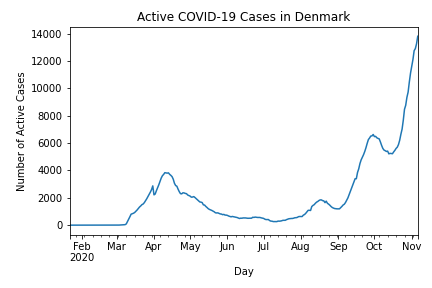 Active COVID-19 Cases in Denmark
Number of Active Cases
14000
12000
10000
8000
6000
4000
2000
0
Feb Mar Apr May Jun Jul Aug Sep Oct Nov
2020
Day